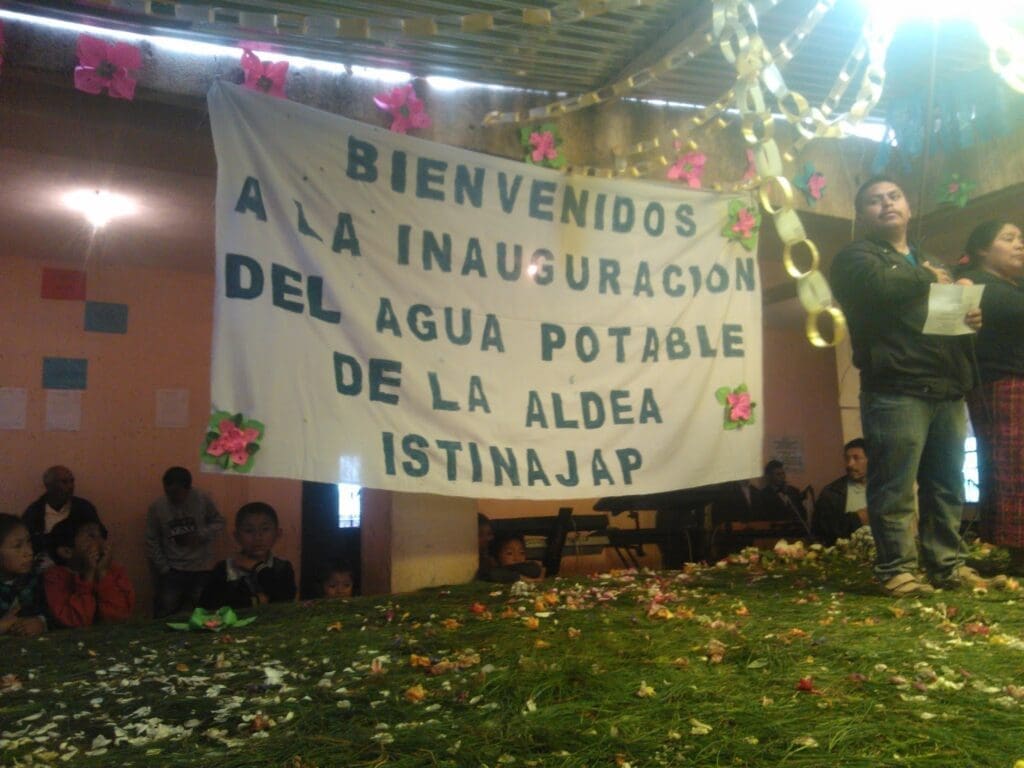 BIENVENIDOS
A LA INAUGURACION
DEL AGUA POTABLE
DE LA ALDEA
ISTINAJAP